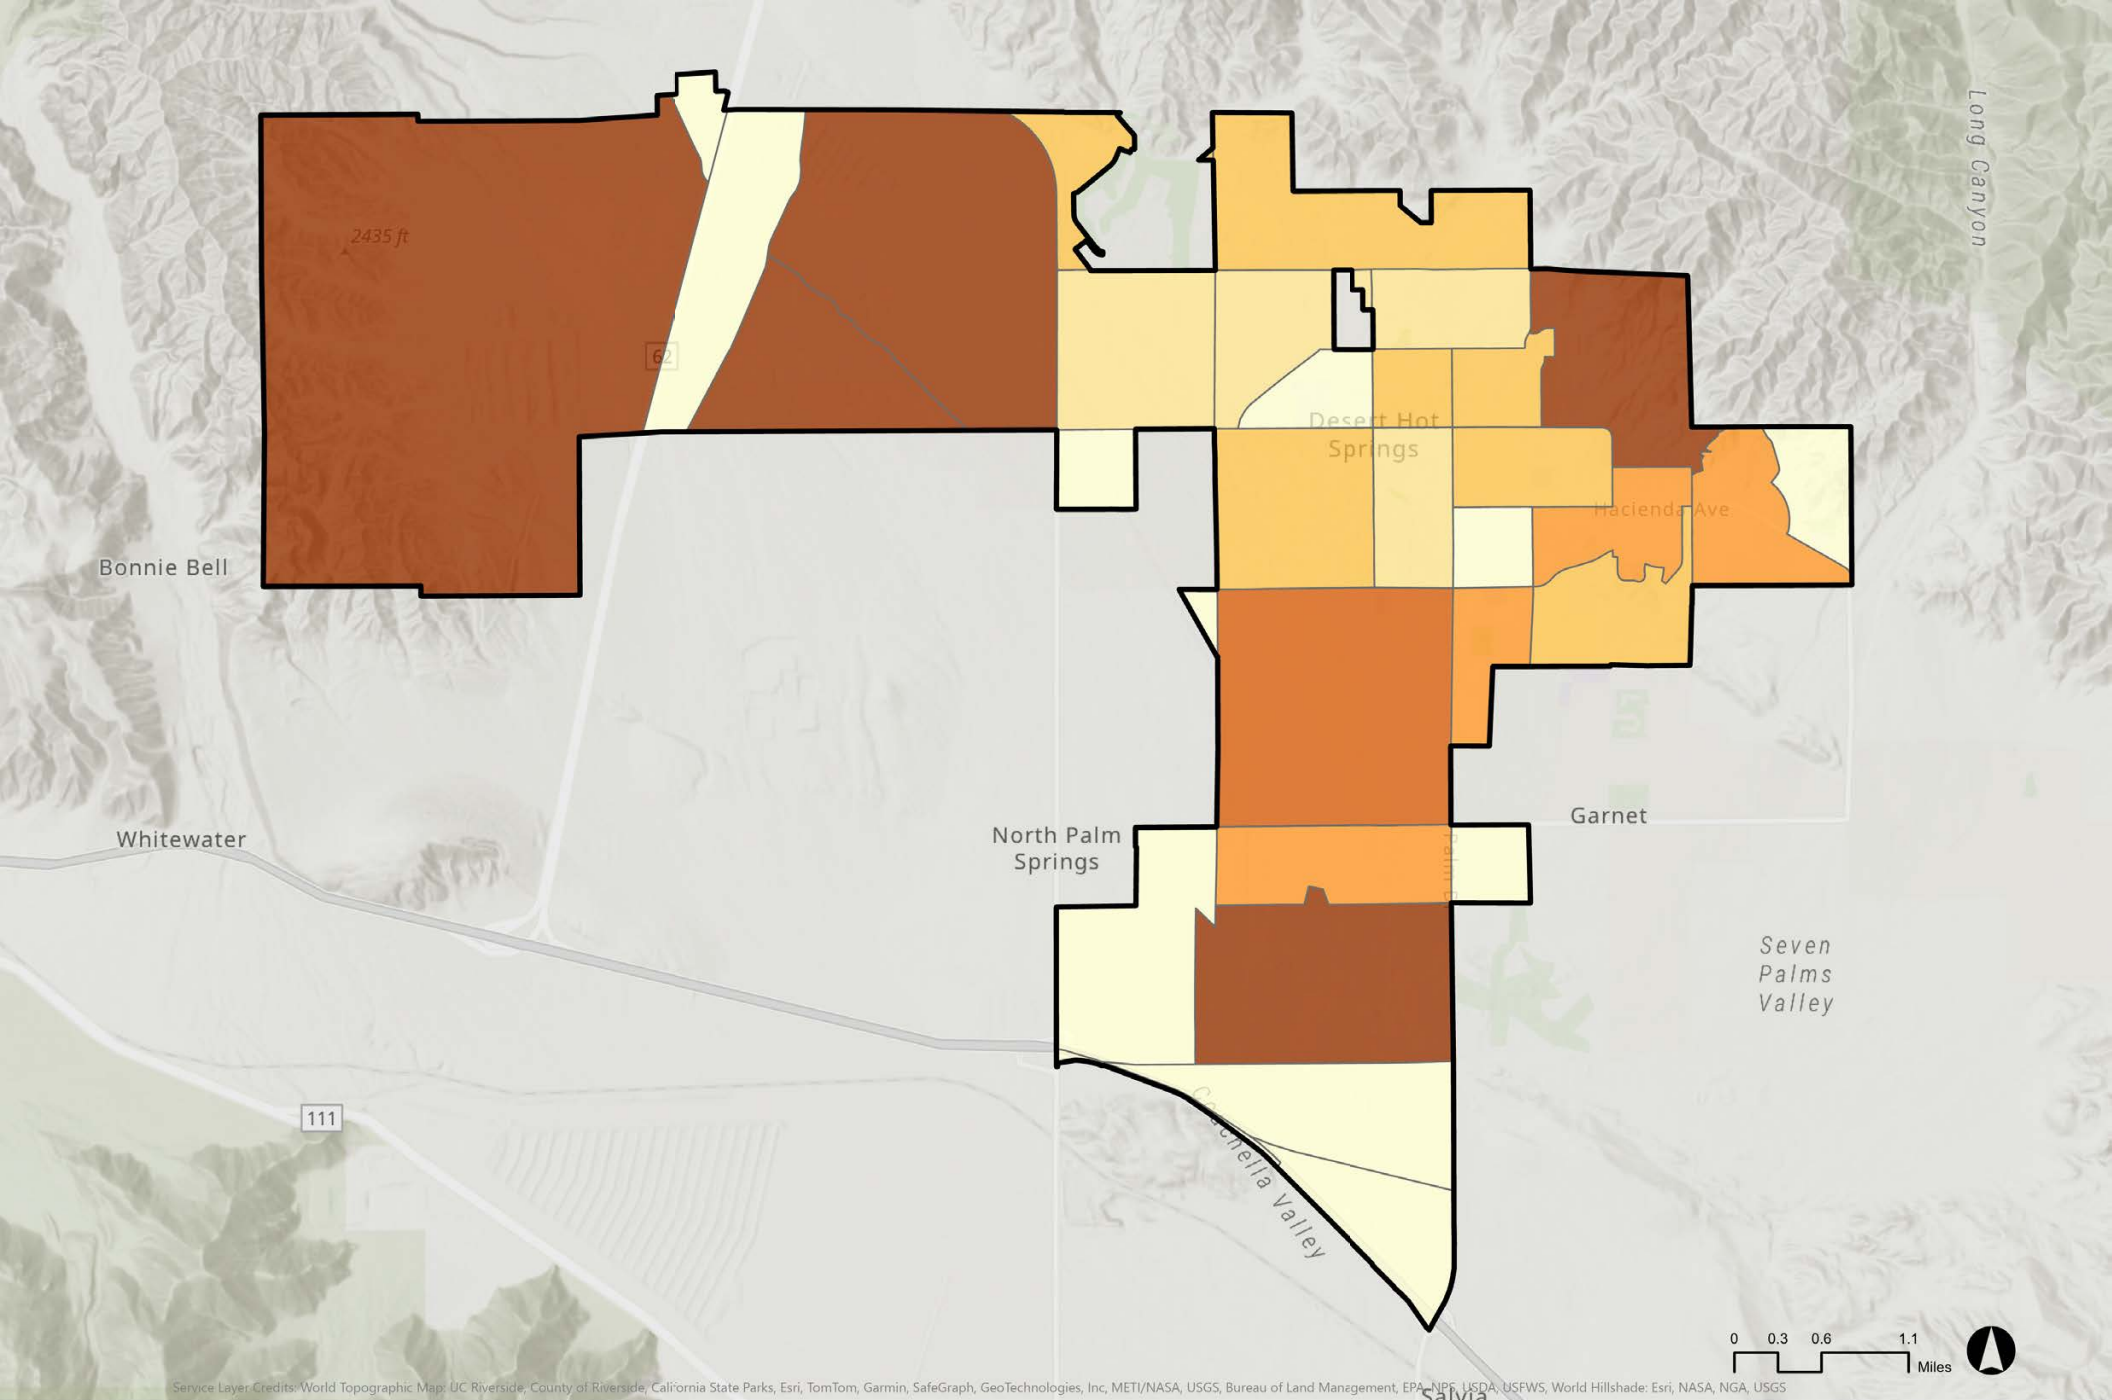 Long Canyon
2435 ft
62
Desert Hot
Springs
Hacienda Ave
Bonnie Bell
Whitewater
North Palm
Springs
Garnet
Seven
Palms
Valley
111
Coachella Valley
0 0.3 0.6 1.1
Miles
Service Layer Credits: World Topographic Map: UC Riverside, County of Riverside, California State Parks, Esri, TomTom, Garmin, SafeGraph, GeoTechnologies, Inc, METI/NASA, USGS, Bureau of Land Management, EPA, NPS, USDA, USFWS, World Hillshade: Esri, NASA, NGA, USGS
Salvia